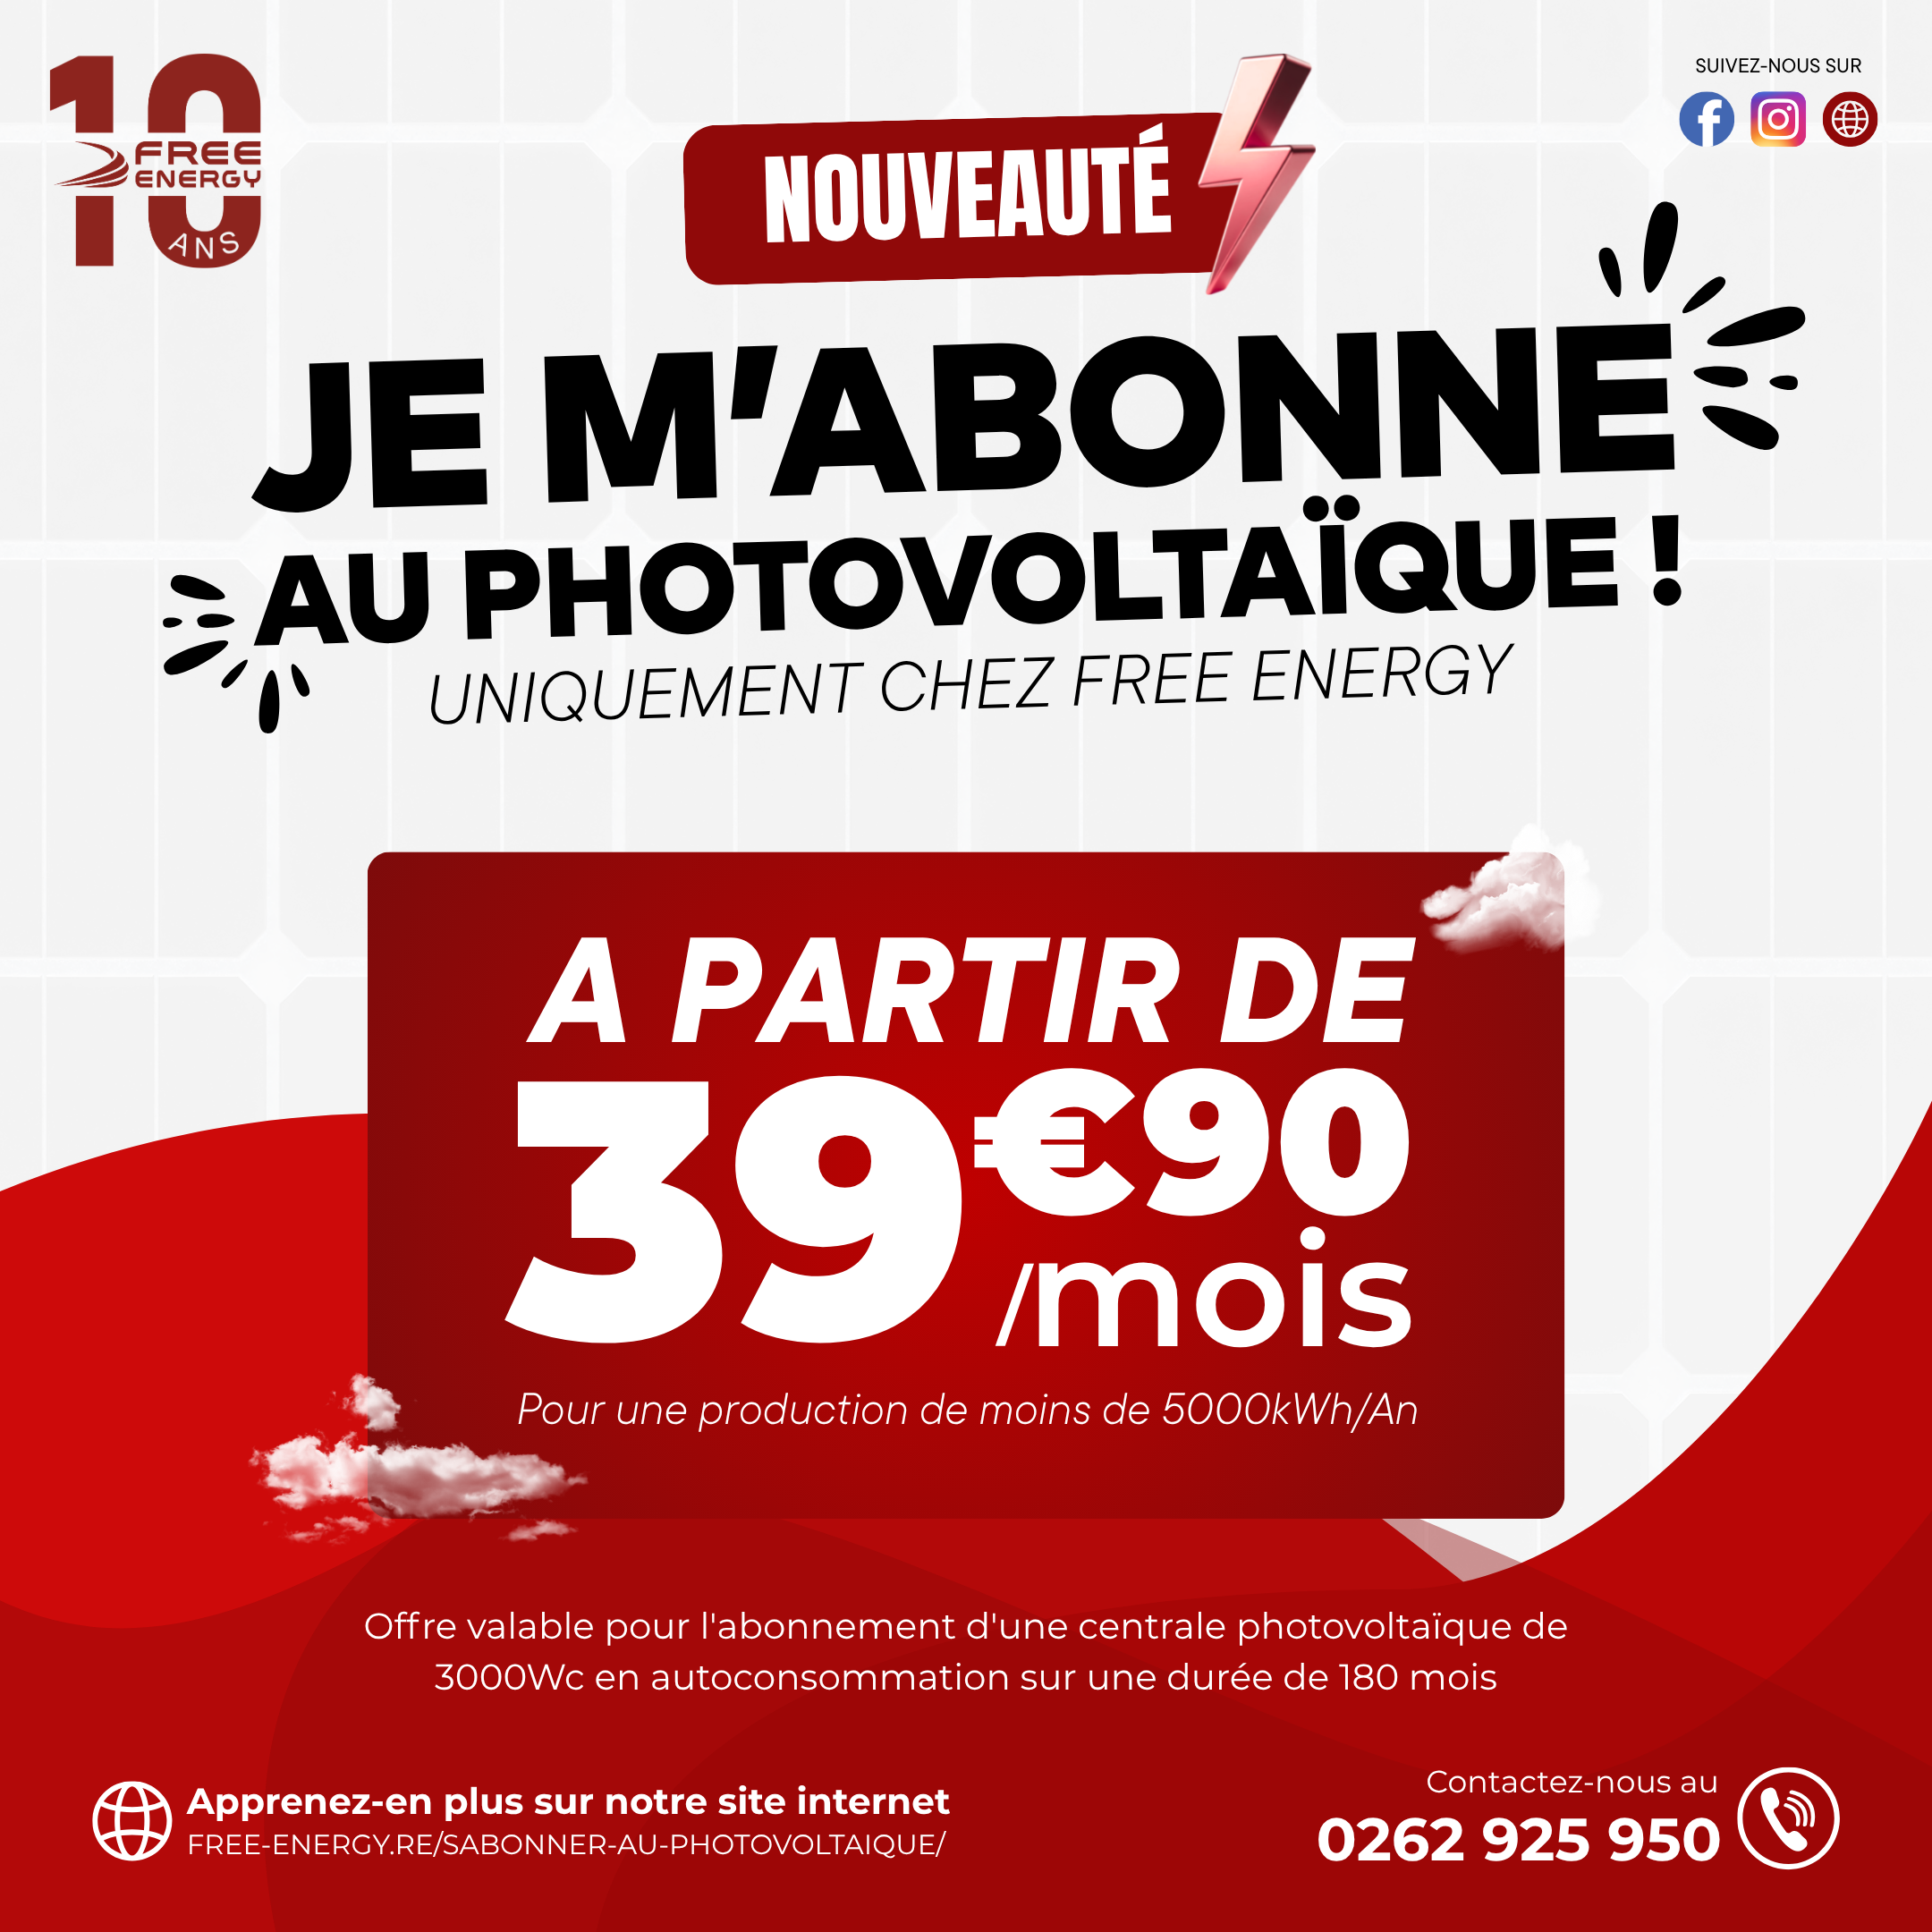 10
FREE
ENERGY
ANS
SUIVEZ-NOUS SUR
NOUVEAUTÉ
JE M'ABONNE
AU PHOTOVOLTAÏQUE !
UNIQUEMENT CHEZ FREE ENERGY
A PARTIR DE
39€90
/mois
Pour une production de moins de 5000kWh/An
Offre valable pour l'abonnement d'une centrale photovoltaïque de
3000Wc en autoconsommation sur une durée de 180 mois
Apprenez-en plus sur notre site internet
FREE-ENERGY.RE/SABONNER-AU-PHOTOVOLTAIQUE/
Contactez-nous au
0262 925 950